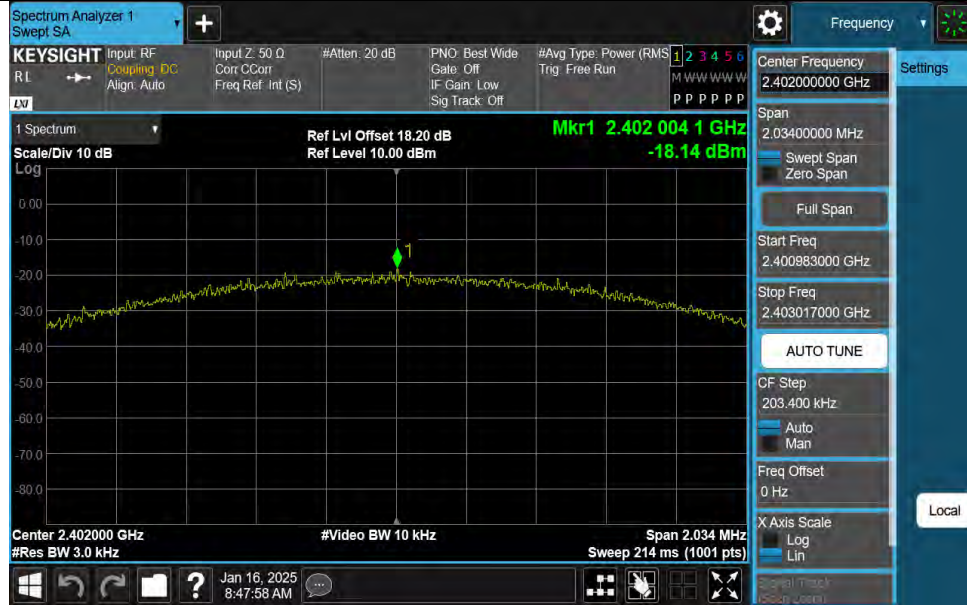 Spectrum Analyzer 1
Swept SA
+
Frequency
KEYSIGHT
RL
LXI
Input: RF
Coupling: DC
Align: Auto
Input Z: 50 Ω
Corr CCorr
Freq Ref: Int (S)
#Atten: 20 dB
PNO: Best Wide
Gate: Off
IF Gain: Low
Sig Track: Off
#Avg Type: Power (RMS
Trig: Free Run
1 2 3 4 5 6
M W W W W W
P P P P P P
1 Spectrum
Scale/Div 10 dB
Log
Ref Lvl Offset 18.20 dB
Ref Level 10.00 dBm
Mkr1 2.402 004 1 GHz
-18.14 dBm
0.00
-10.0
-20.0
-30.0
-40.0
-50.0
-60.0
-70.0
-80.0
1
Center 2.402000 GHz
#Res BW 3.0 kHz
#Video BW 10 kHz
Span 2.034 MHz
Sweep 214 ms (1001 pts)
?
Jan 16, 2025
8:47:58 AM
Center Frequency
2.402000000 GHz
Span
2.03400000 MHz
Swept Span
Zero Span
Full Span
Start Freq
2.400983000 GHz
Stop Freq
2.403017000 GHz
AUTO TUNE
CF Step
203.400 kHz
Auto
Man
Freq Offset
0 Hz
X Axis Scale
Log
Lin
Signal Track
(Span Zoom)
Settings
Local